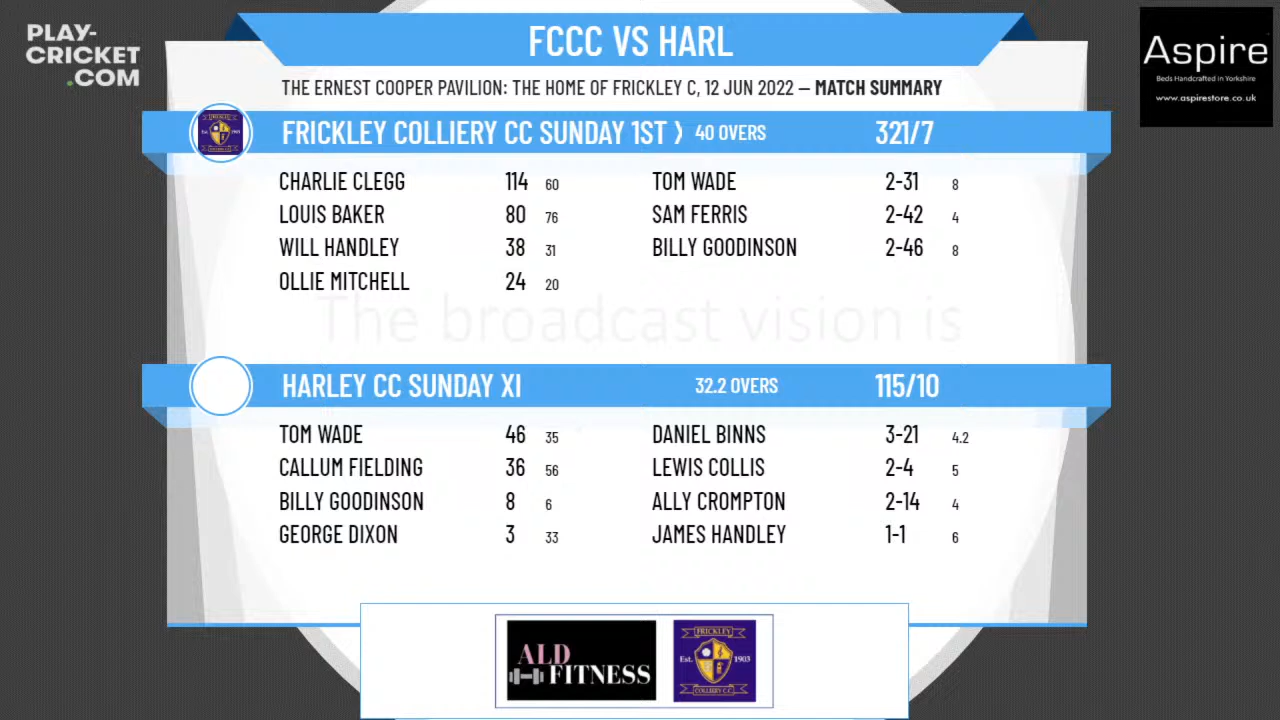 PLAY-
CRICKET
.COM
FCCC VS HARL
Aspire
Beds Handcrafted in Yorkshire
www.aspirestore.co.uk
THE ERNEST COOPER PAVILION: THE HOME OF FRICKLEY C, 12 JUN 2022 – MATCH SUMMARY
FRICKLEY COLLIERY CC SUNDAY 1ST 40 OVERS 321/7
CHARLIE CLEGG 114 60 TOM WADE 2-31 8
LOUIS BAKER 80 76 SAM FERRIS 2-42 4
WILL HANDLEY 38 31 BILLY GOODINSON 2-46 8
OLLIE MITCHELL 24 20
The broadcast vision is
HARLEY CC SUNDAY XI 32.2 OVERS 115/10
TOM WADE 46 35 DANIEL BINNS 3-21 4.2
CALLUM FIELDING 36 56 LEWIS COLLIS 2-4 5
BILLY GOODINSON 8 6 ALLY CROMPTON 2-14 4
GEORGE DIXON 3 33 JAMES HANDLEY 1-1 6
ALD
FITNESS
FRICKLEY
Est. 1903
COLLIERY C.C.